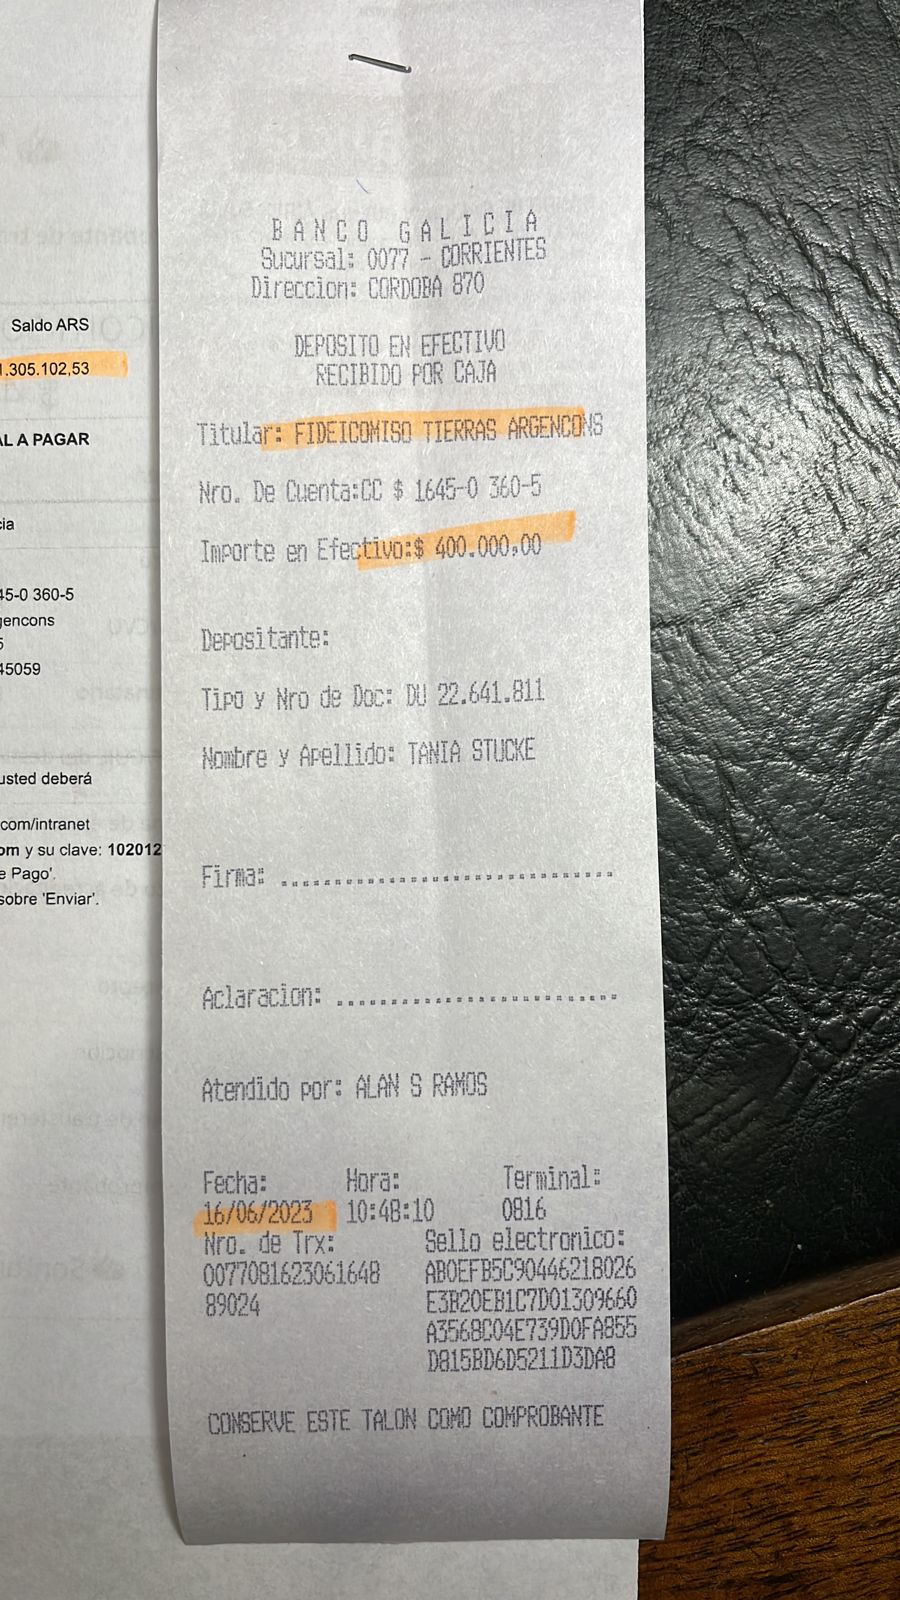 Saldo ARS
1.305.102,53
AL A PAGAR
45-0 360-5
gencons
45059
usted deberá
com/intranet
om y su clave: 102012
e Pago'.
sobre 'Enviar'.
BANCO GALICIA
Sucursal: 0077 - CORRIENTES
Direccion: CORDOBA 870
DEPOSITO EN EFECTIVO
RECIBIDO POR CAJA
Titular: FIDEICOMISO TIERRAS ARGENCONS
Nro. De Cuenta:CC $ 1645-0 360-5
Importe en Efectivo:$ 400.000,00
Depositante:
Tipo y Nro de Doc: DU 22.641.811
Nombre y Apellido: TANIA STUCKE
Firma: ................................
Aclaracion: ...........................
Atendido por: ALAN S RAMOS
Fecha: Hora: Terminal:
16/06/2023 10:48:10 0816
Nro. de Trx: Sello electronico:
0077081623061648 AB0EFB5C90446218026
89024 E3B20EB1C7D01309660
A3568C04E739D0FA855
D815BD6D5211D3DA8
CONSERVE ESTE TALON COMO COMPROBANTE